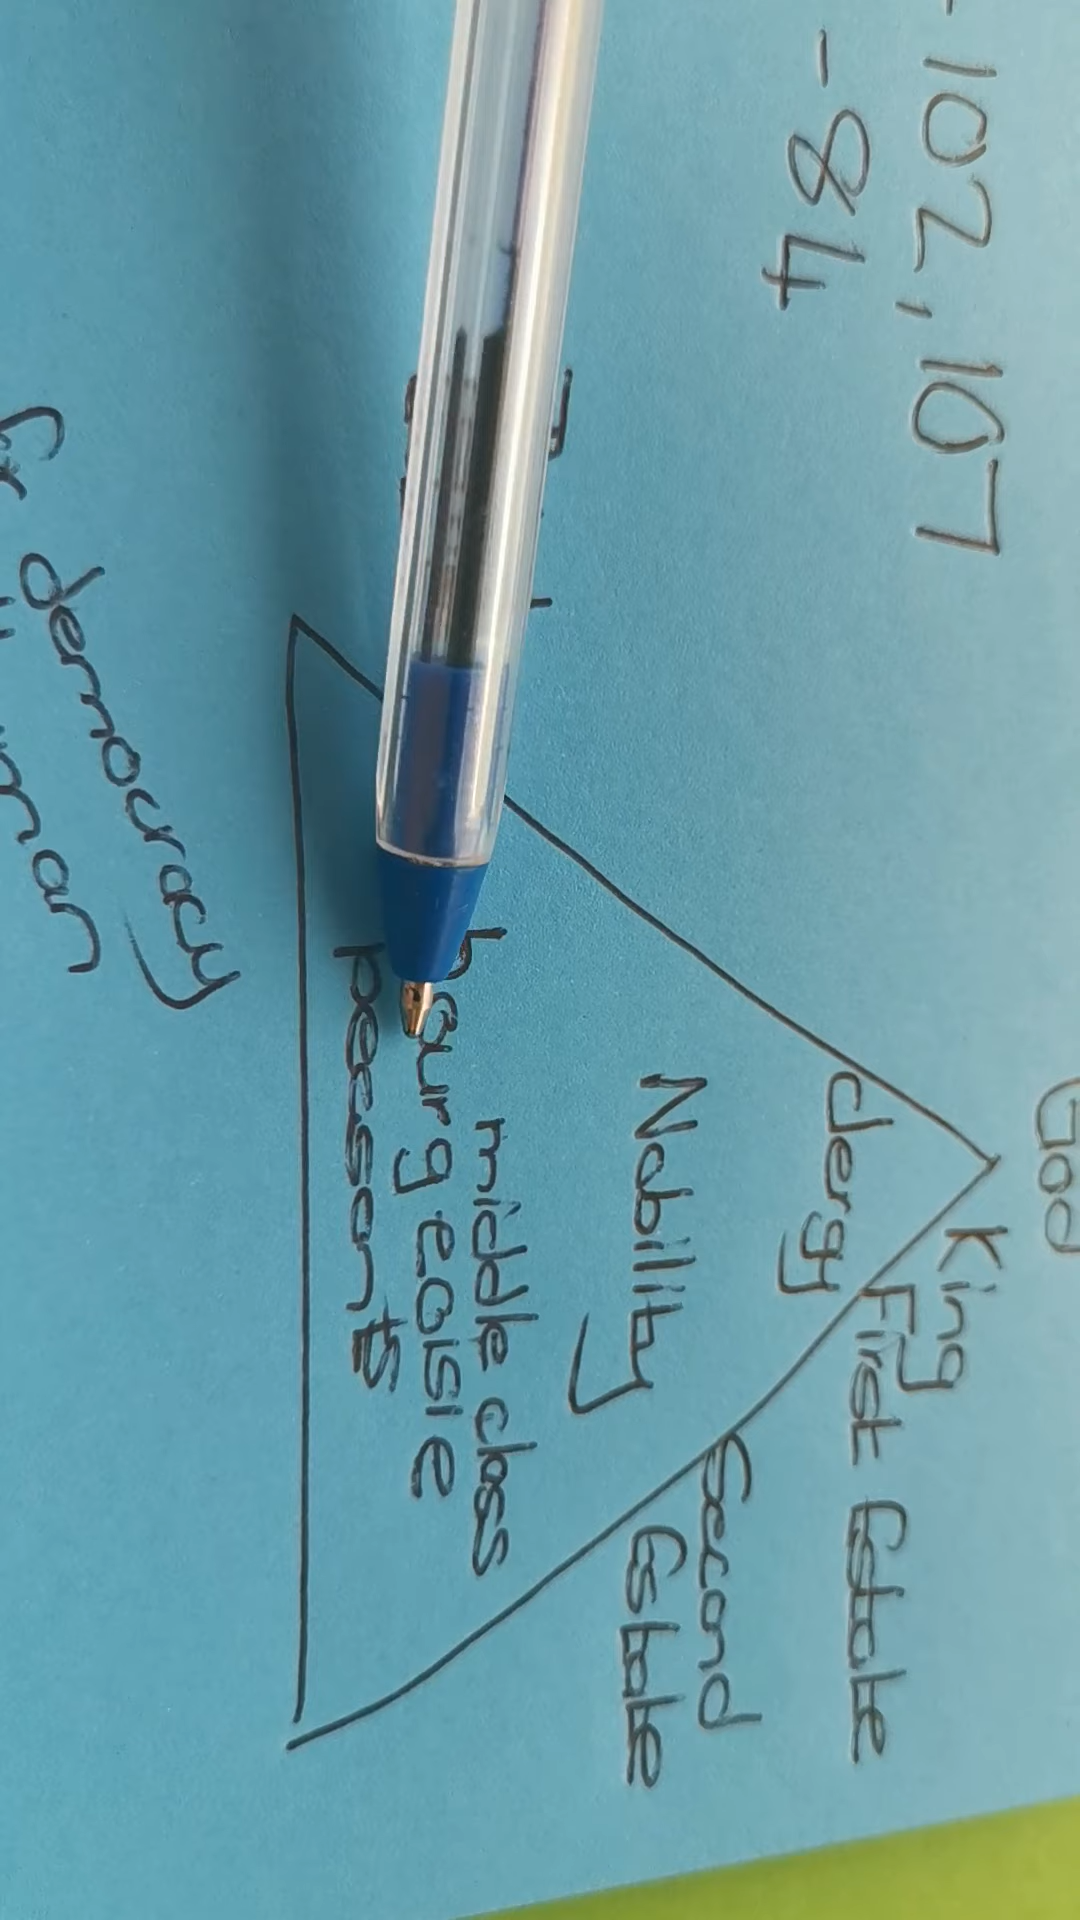 - 102, 107
- 84
God
King
First Estate
clergy
Second
Estate
Nobility
middle class
bourgeoisie
peasants
democracy